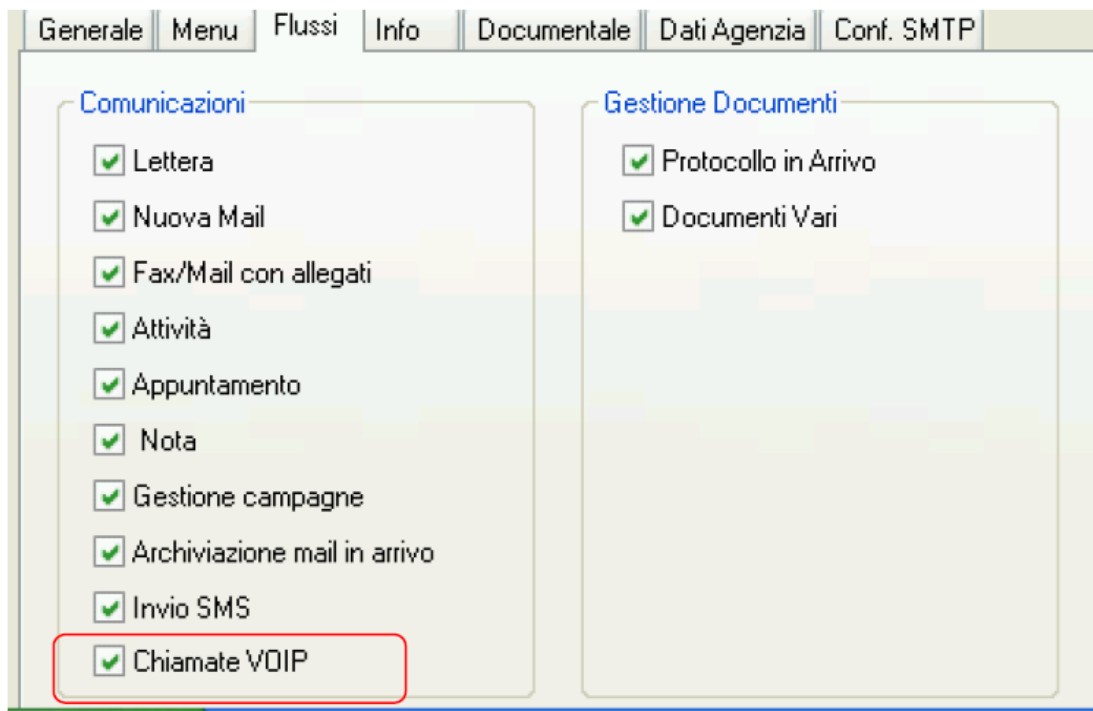 Generale Menu Flussi Info Documentale Dati Agenzia Conf. SMTP
Comunicazioni
Lettera
Nuova Mail
Fax/Mail con allegati
Attività
Appuntamento
Nota
Gestione campagne
Archiviazione mail in arrivo
Invio SMS
Chiamate VOIP
Gestione Documenti
Protocollo in Arrivo
Documenti Vari